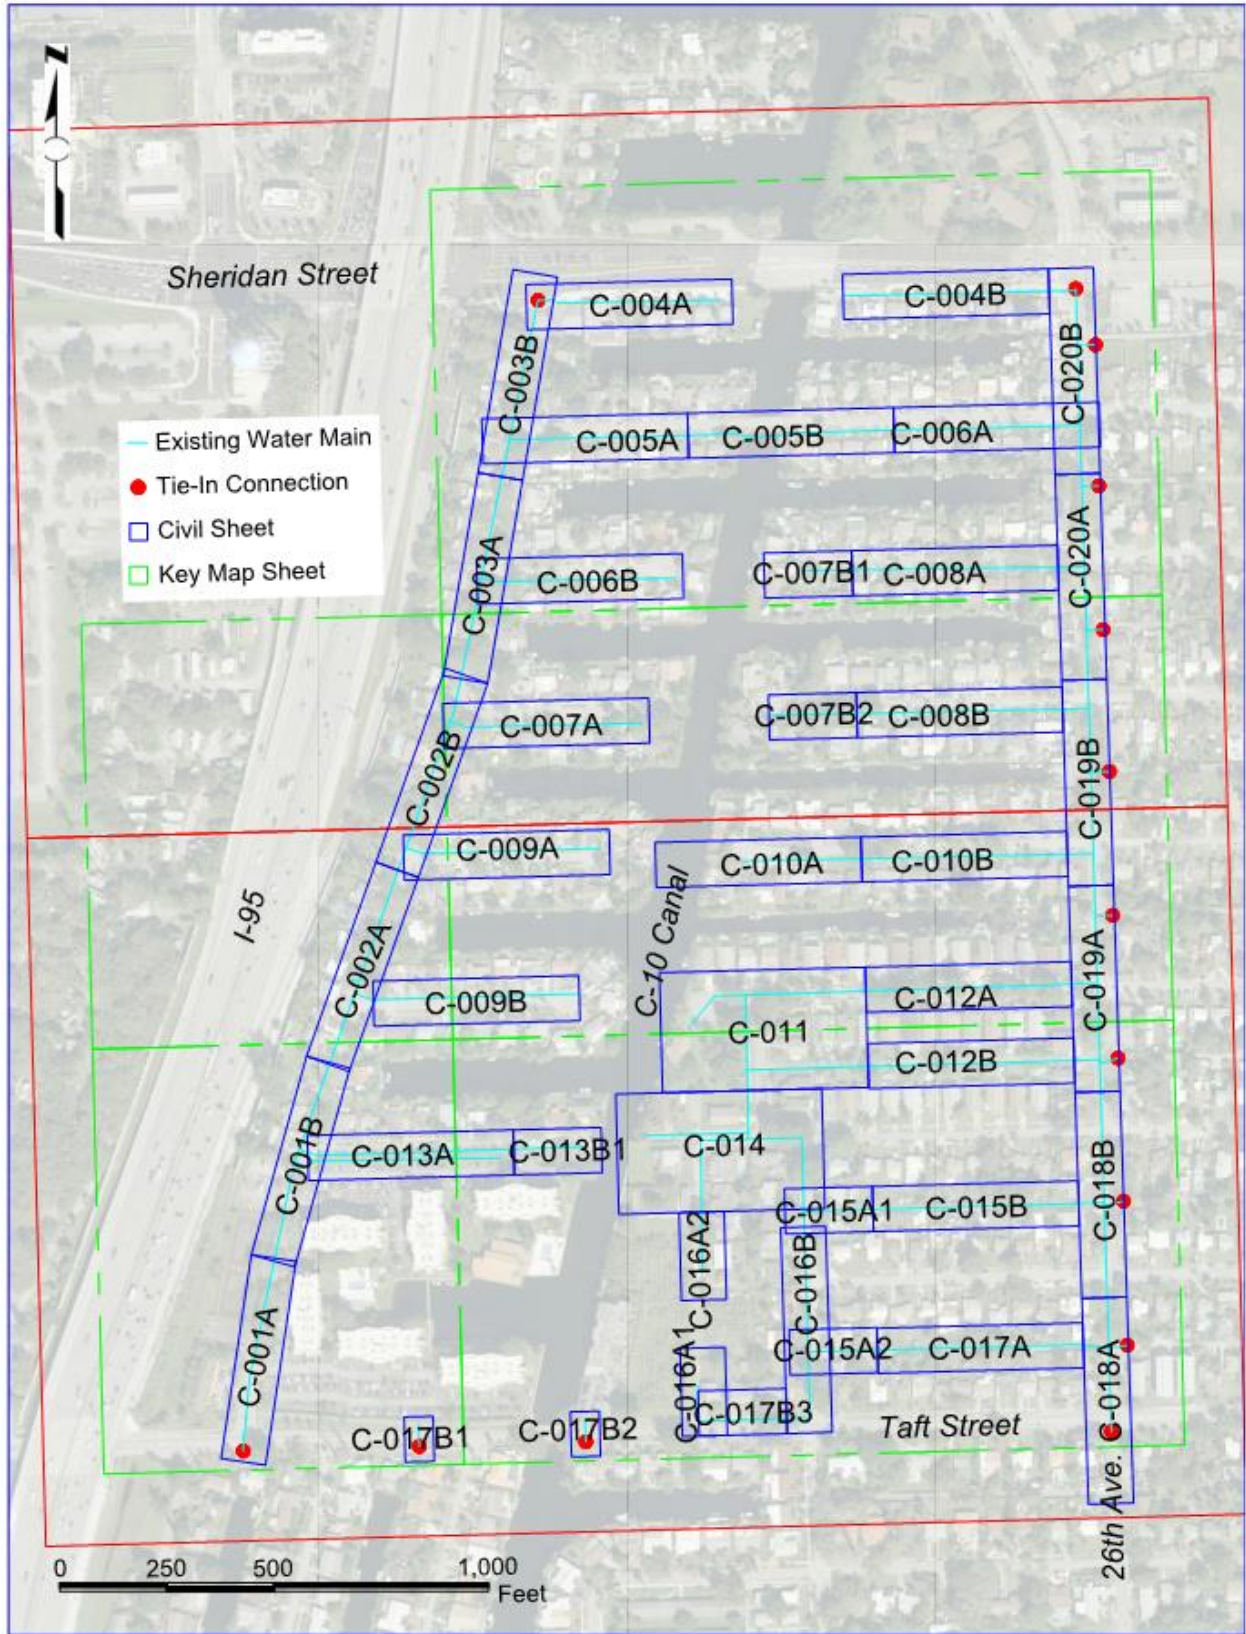 N
Sheridan Street
C-004A
C-004B
C-003B
C-020B
Existing Water Main
Tie-In Connection
Civil Sheet
Key Map Sheet
C-005A
C-005B
C-006A
C-003A
C-006B
C-007B1
C-008A
C-020A
C-007A
C-002B
C-007B2
C-008B
C-019B
C-009A
C-010A
C-010B
I-95
C-10 Canal
C-002A
C-009B
C-011
C-012A
C-012B
C-019A
C-001B
C-013A
C-013B1
C-014
C-018B
C-015A1
C-015B
C-016A2
C-016B
C-001A
C-016A1
C-015A2
C-017A
C-018A
C-017B1
C-017B2
C-017B3
Taft Street
26th Ave.
0 250 500 1,000
Feet